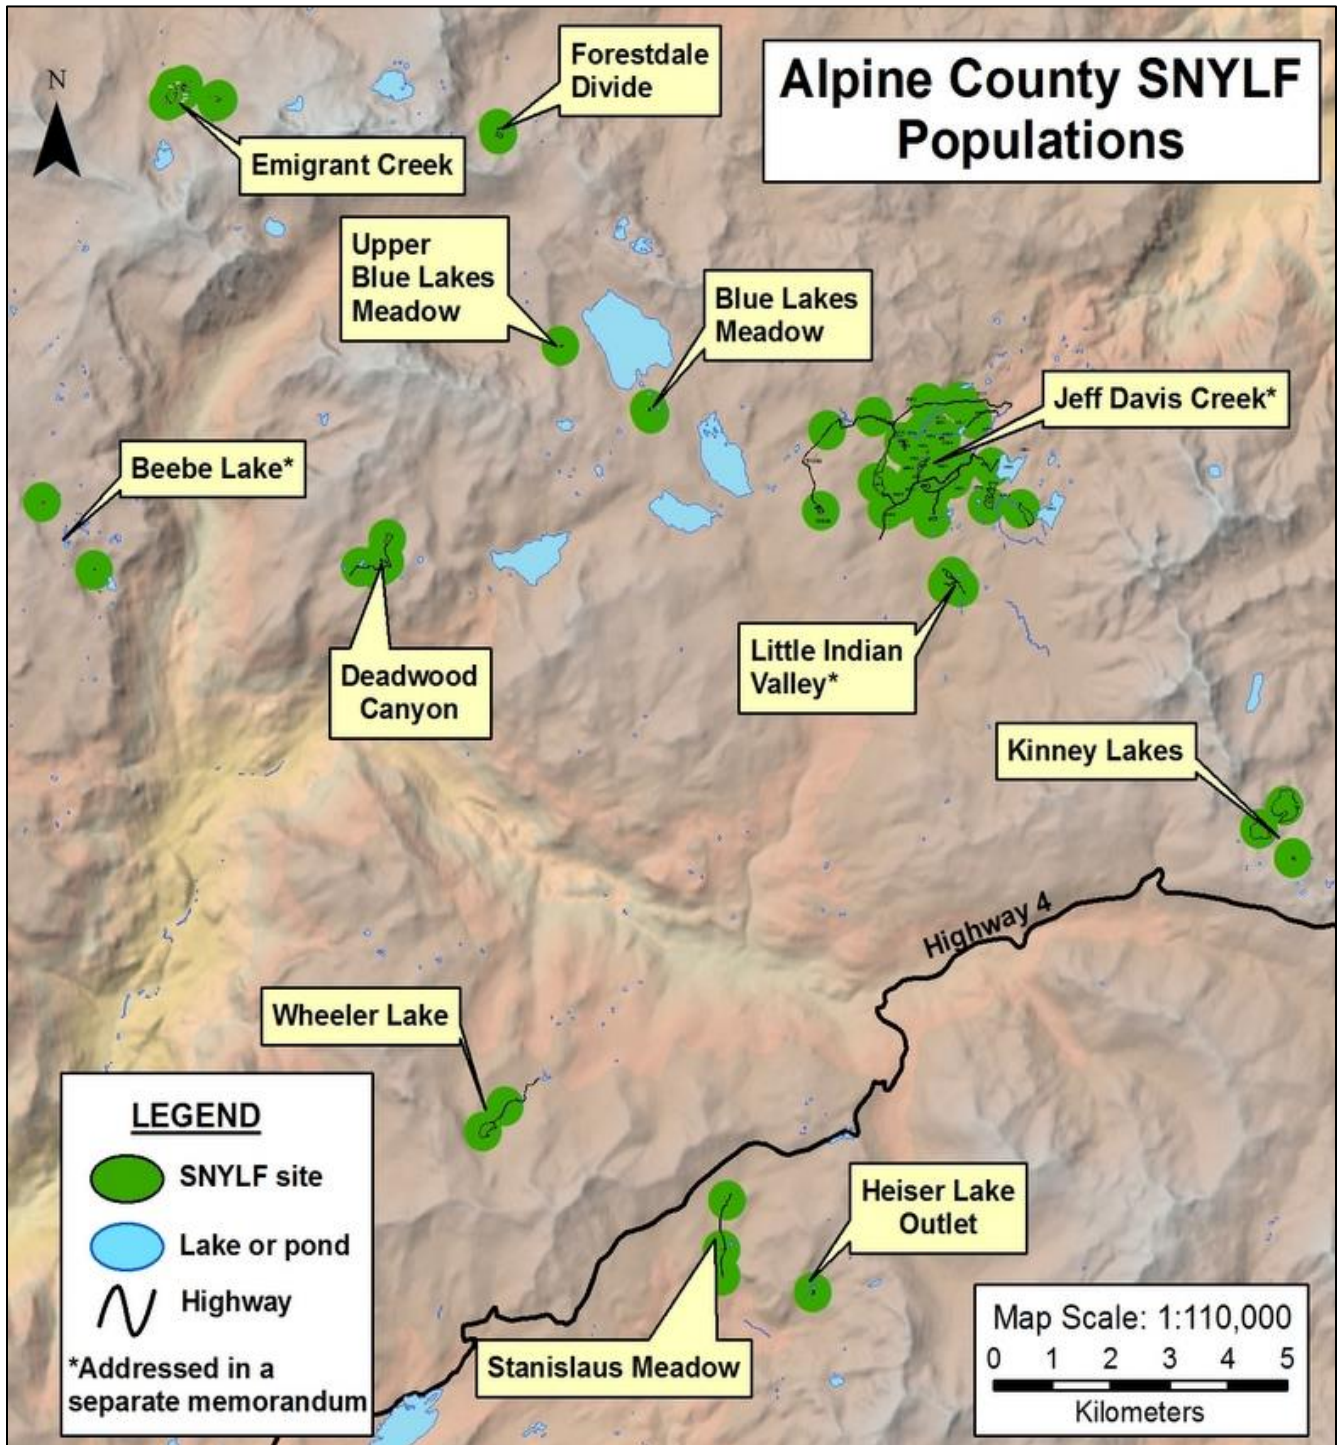 Alpine County SNYLF
Populations
N
Forestdale
Divide
Emigrant Creek
Upper
Blue Lakes
Meadow
Blue Lakes
Meadow
Jeff Davis Creek*
Beebe Lake*
Deadwood
Canyon
Little Indian
Valley*
Kinney Lakes
Highway 4
Wheeler Lake
Heiser Lake
Outlet
Stanislaus Meadow
LEGEND
SNYLF site
Lake or pond
Highway
*Addressed in a
separate memorandum
Map Scale: 1:110,000
0 1 2 3 4 5
Kilometers